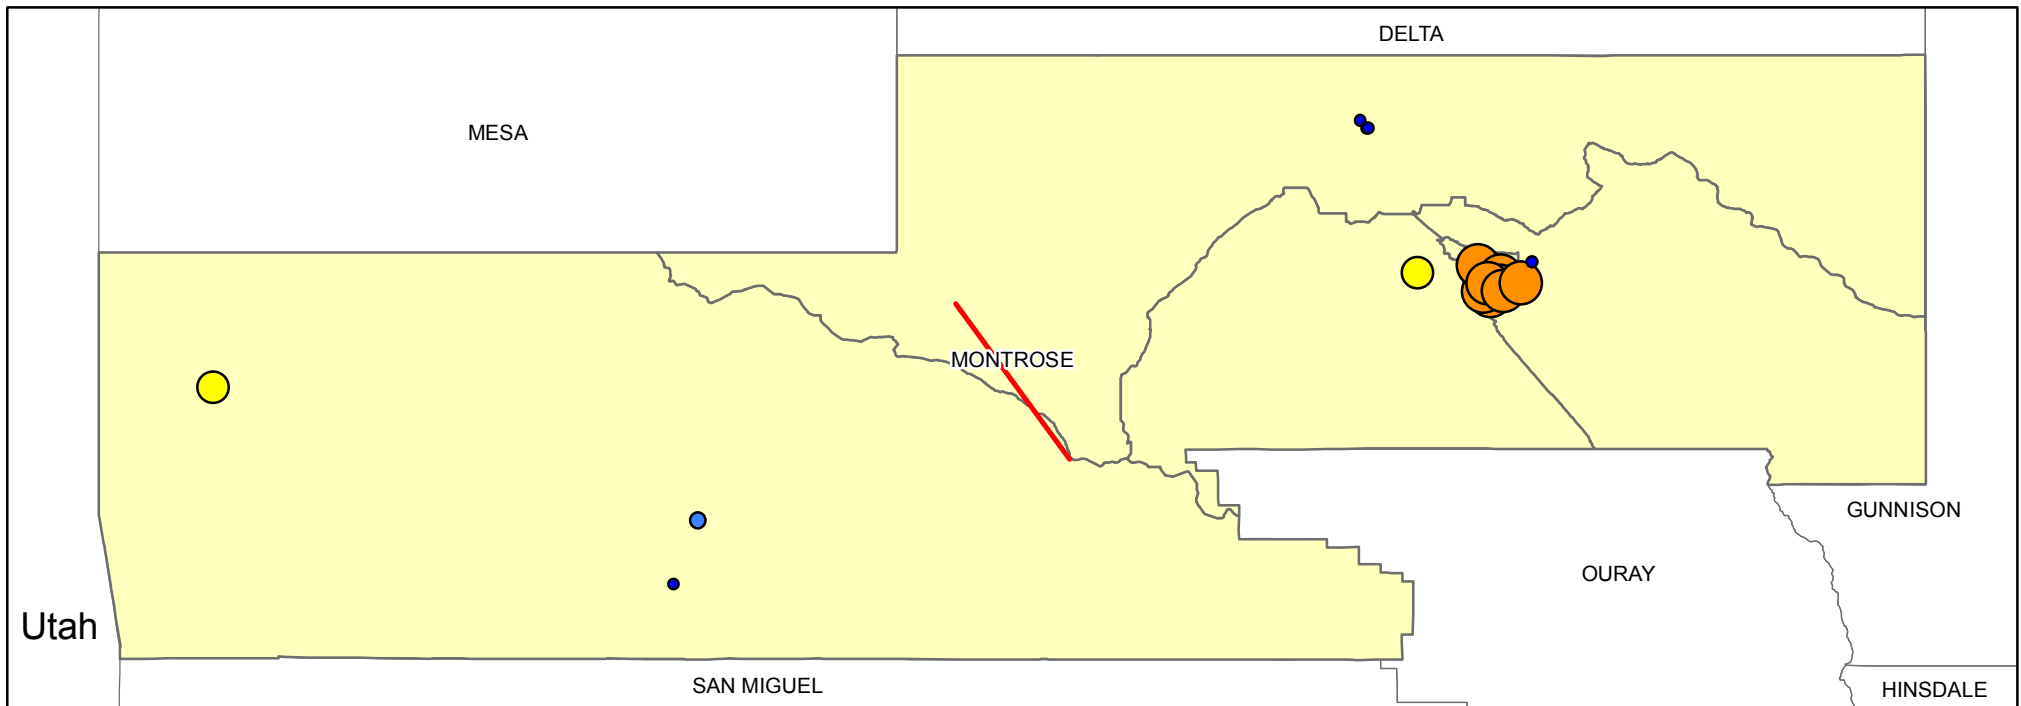 DELTA
MESA
MONTROSE
GUNNISON
OURAY
Utah
SAN MIGUEL
HINSDALE